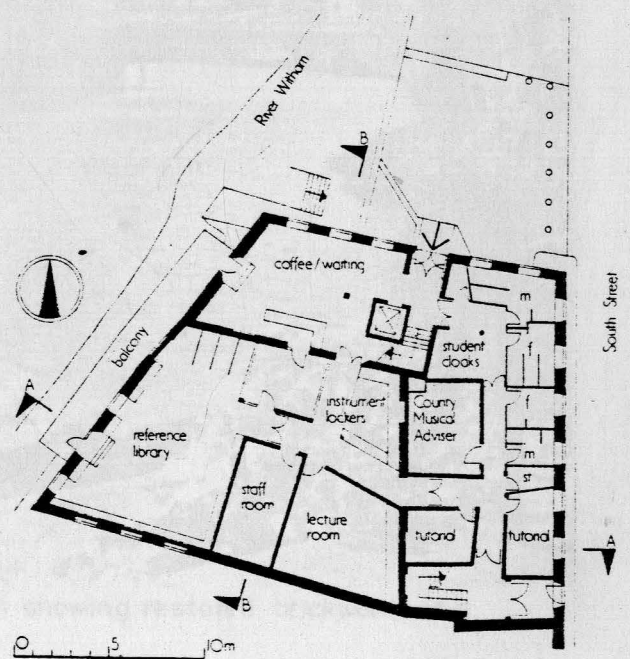 River Witham
B
coffee / waiting
South Street
m
balcony
student
cloaks
f
A
instrument
lockers
County
Musical
Adviser
f
reference
library
m
st
staff
room
lecture
room
tutorial
tutorial
A
B
0 5 10m